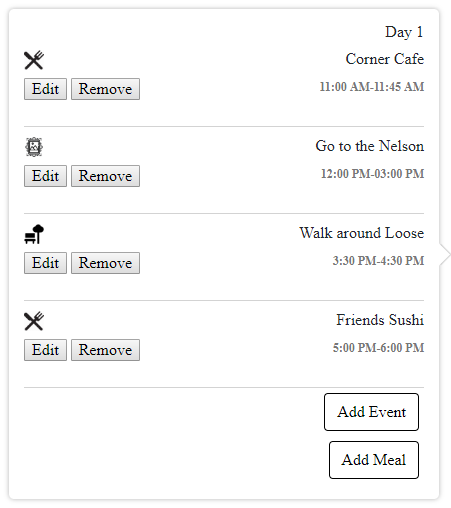 Day 1
Corner Cafe
Edit Remove 11:00 AM-11:45 AM
Go to the Nelson
Edit Remove 12:00 PM-03:00 PM
Walk around Loose
Edit Remove 3:30 PM-4:30 PM
Friends Sushi
Edit Remove 5:00 PM-6:00 PM
Add Event
Add Meal